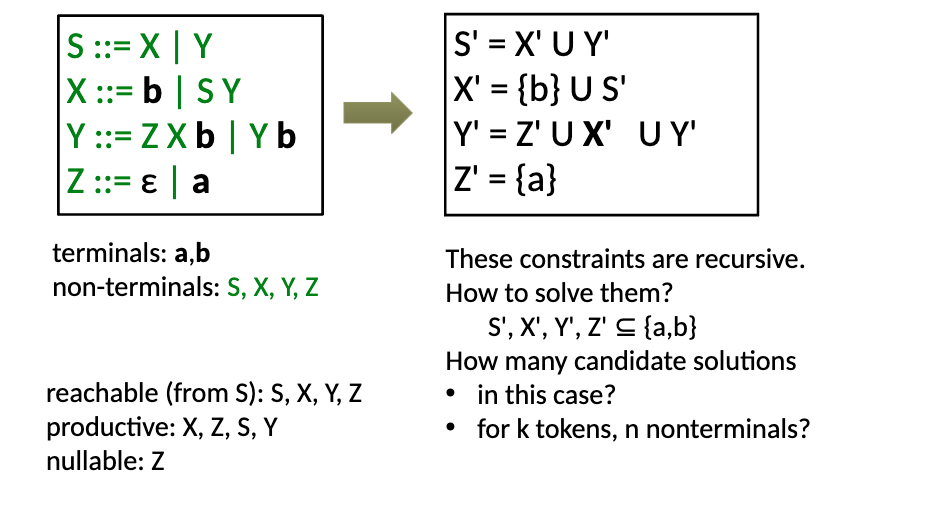 S ::= X | Y
X ::= b | S Y
Y ::= Z X b | Y b
Z ::= ε | a
S' = X' U Y'
X' = {b} U S'
Y' = Z' U X' U Y'
Z' = {a}
terminals: a,b
non-terminals: S, X, Y, Z
reachable (from S): S, X, Y, Z
productive: X, Z, S, Y
nullable: Z
These constraints are recursive.
How to solve them?
S', X', Y', Z' ⊆ {a,b}
How many candidate solutions
• in this case?
• for k tokens, n nonterminals?